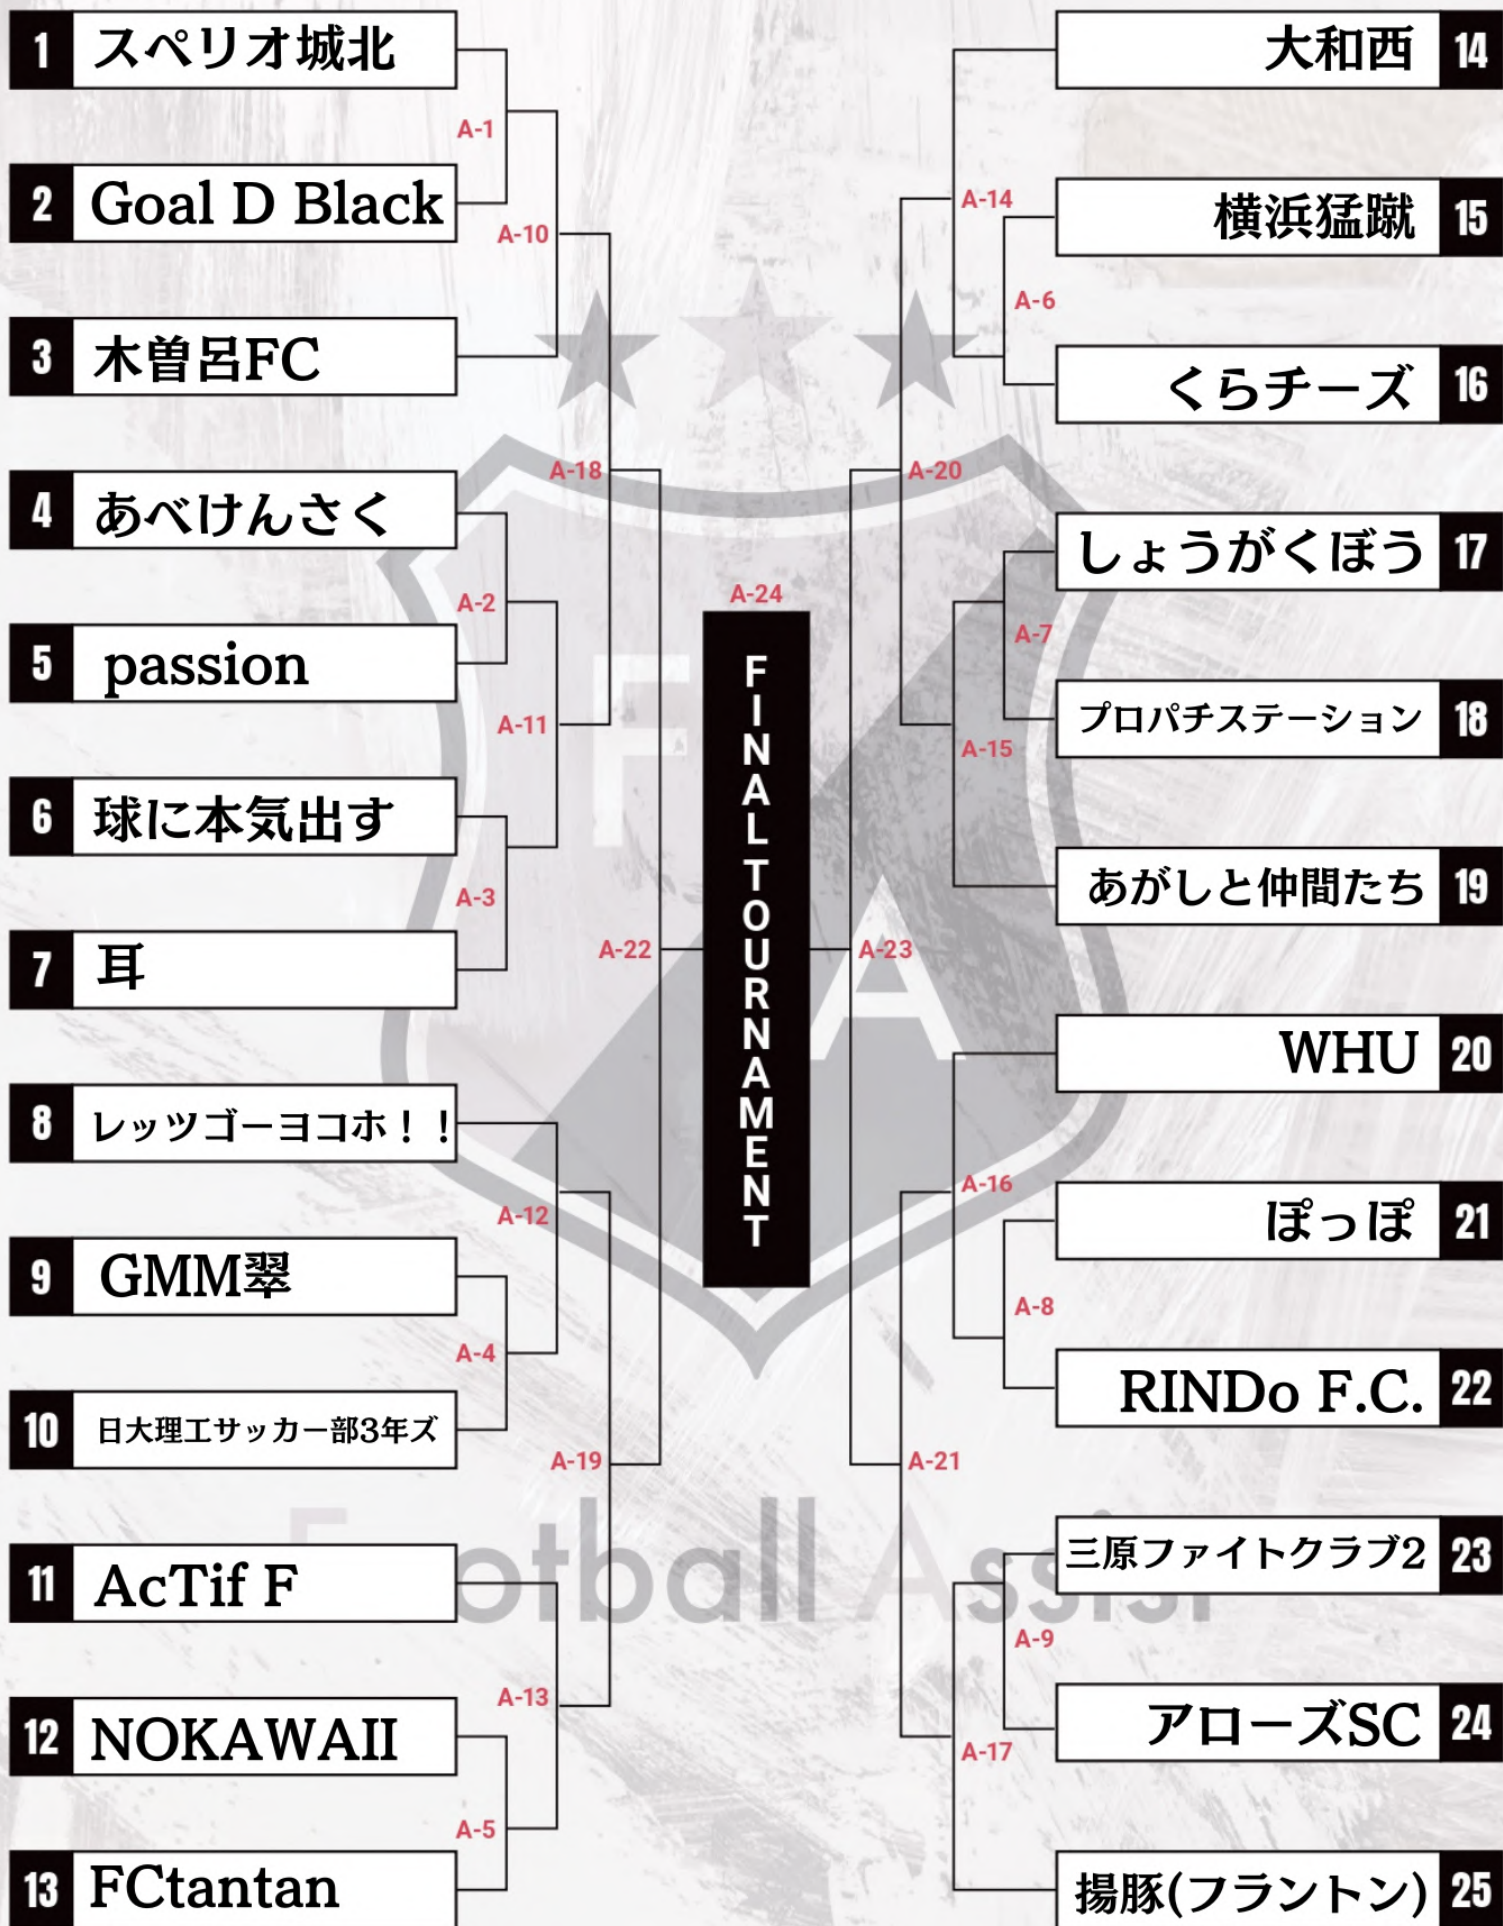 1 スペリオ城北
A-1
2 Goal D Black
A-10
3 木曽呂FC
A-18
4 あべけんさく
A-2
5 passion
A-11
6 球に本気出す
A-3
7 耳
A-22
8 レッツゴーヨコホ！！
A-12
9 GMM翠
A-4
10 日大理工サッカー部3年ズ
A-19
11 AcTif F
A-13
12 NOKAWAII
A-5
13 FCtantan
A-24
FINAL TOURNAMENT
F A
Football Assist
大和西 14
A-14
横浜猛蹴 15
A-6
くらチーズ 16
A-20
しょうがくぼう 17
A-7
プロパチステーション 18
A-15
あがしと仲間たち 19
A-23
WHU 20
A-16
ぽっぽ 21
A-8
RINDo F.C. 22
A-21
三原ファイトクラブ2 23
A-9
アローズSC 24
A-17
揚豚(フラントン) 25